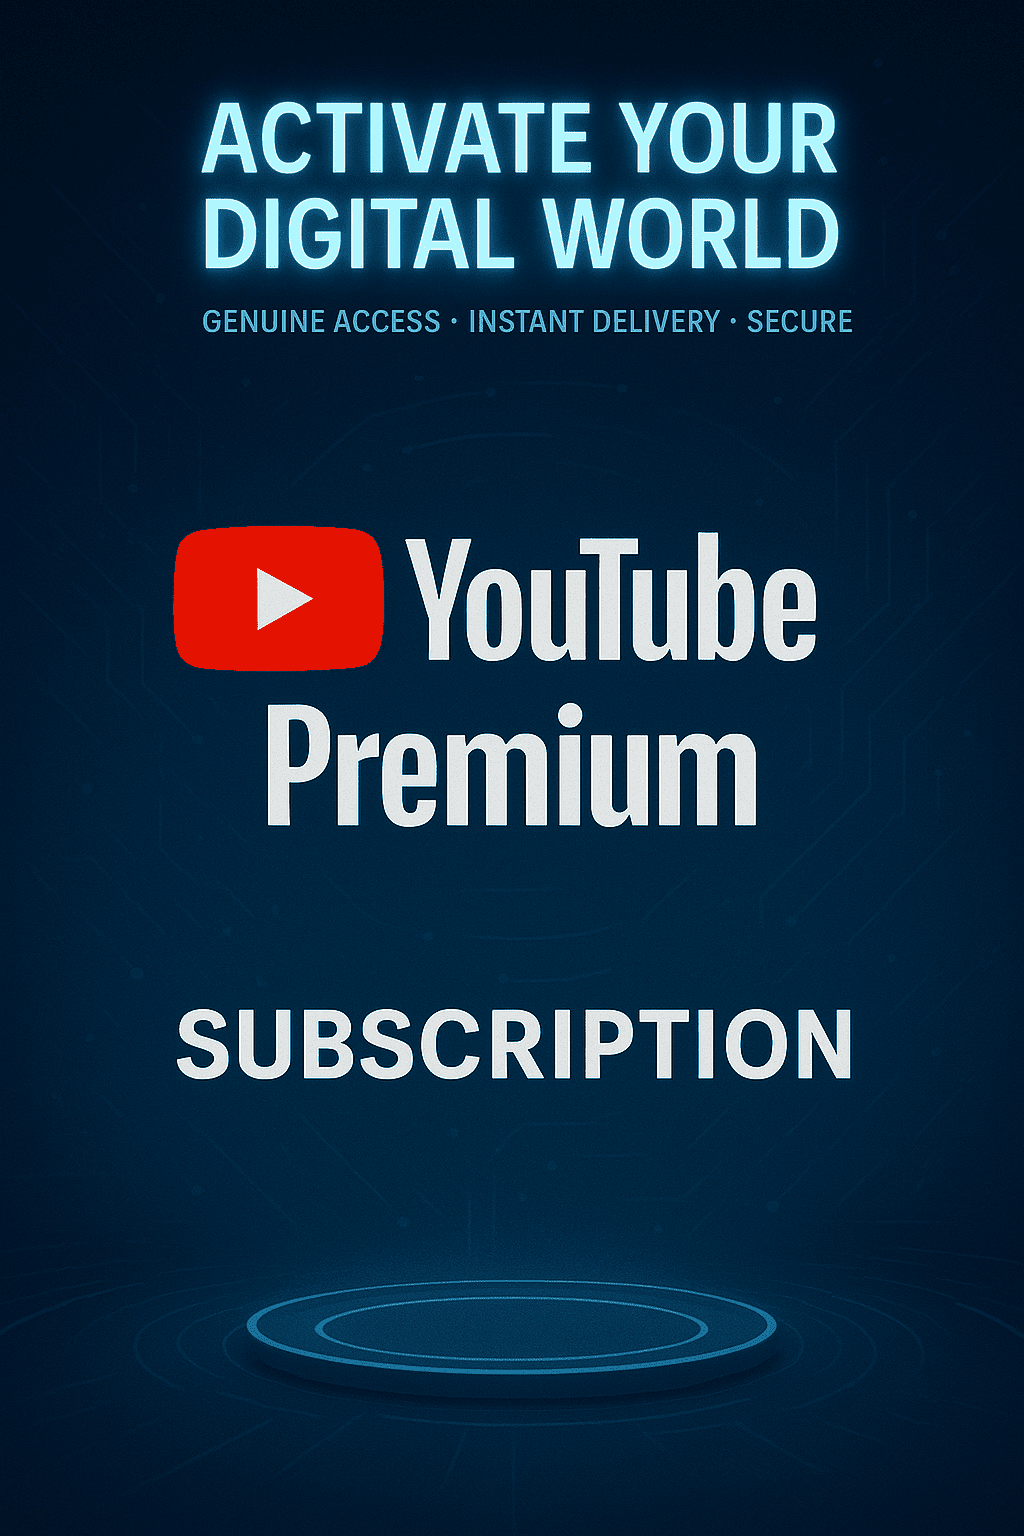 ACTIVATE YOUR
DIGITAL WORLD
GENUINE ACCESS · INSTANT DELIVERY · SECURE
YouTube
Premium
SUBSCRIPTION